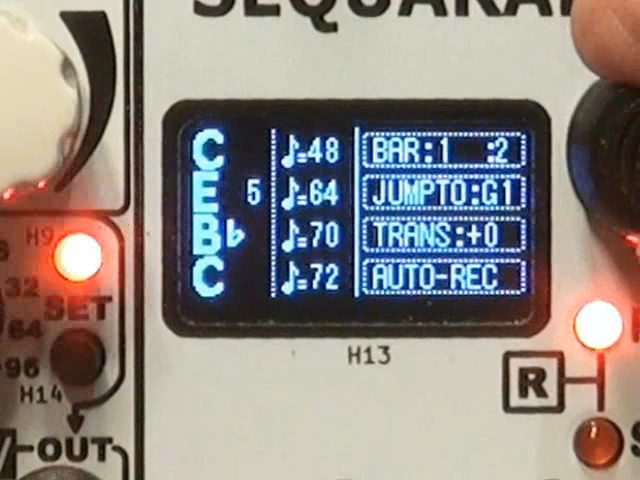 SEQUARA
C ♪=48 BAR:1 :2
E 5 ♪=64 JUMPTO:G1
B♭ ♪=70 TRANS:+0
C ♪=72 AUTO-REC
H9
32
SET
64
96
H14
OUT
H13
R